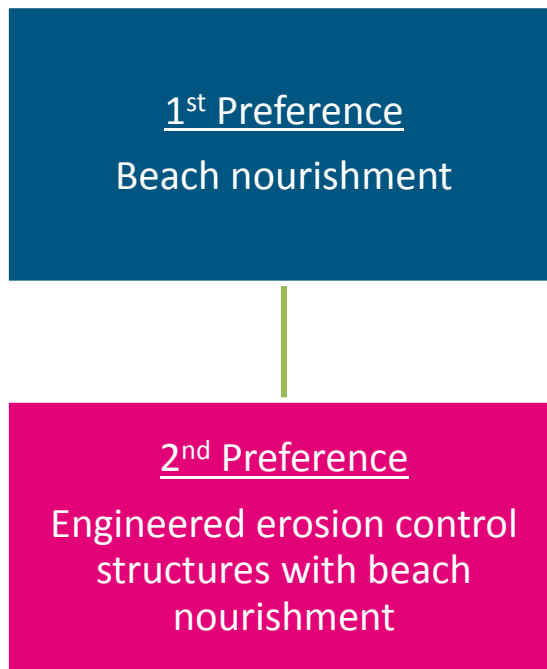 1st Preference
Beach nourishment
2nd Preference
Engineered erosion control
structures with beach
nourishment